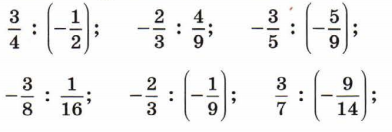 3/4 : (-1/2); -2/3 : 4/9; -3/5 : (-5/9);
-3/8 : 1/16; -2/3 : (-1/9); 3/7 : (-9/14);